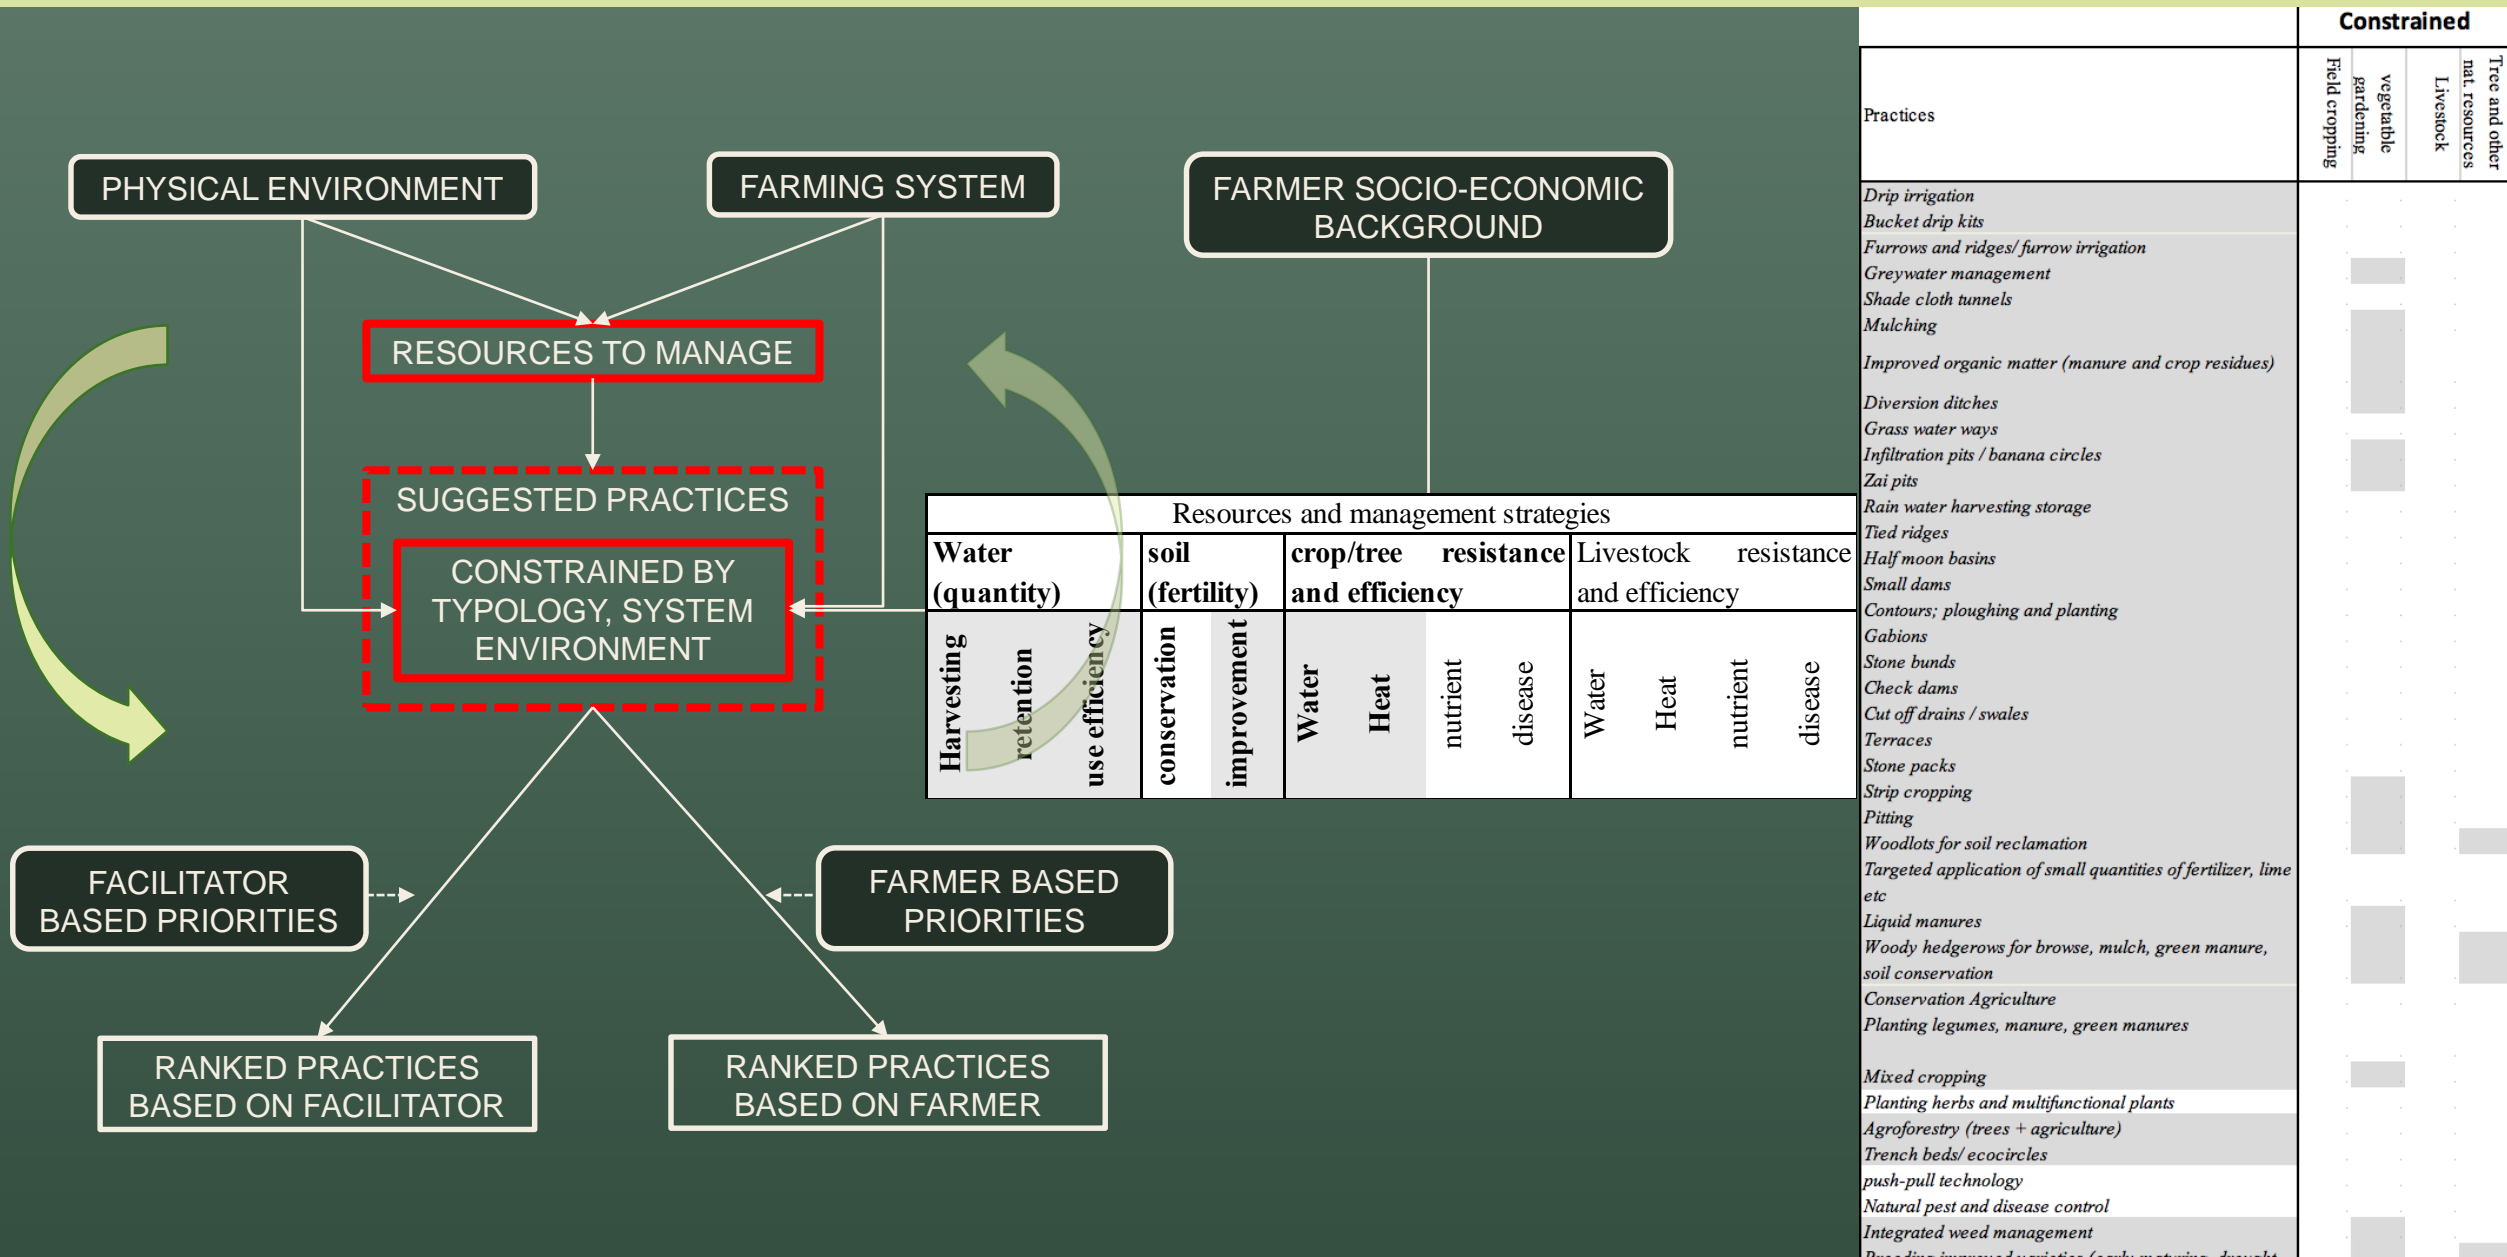 PHYSICAL ENVIRONMENT
FARMING SYSTEM
FARMER SOCIO-ECONOMIC
BACKGROUND
RESOURCES TO MANAGE
SUGGESTED PRACTICES
CONSTRAINED BY
TYPOLOGY, SYSTEM
ENVIRONMENT
Resources and management strategies
Water
(quantity)
soil
(fertility)
crop/tree resistance
and efficiency
Livestock resistance
and efficiency
Harvesting
retention
use efficiency
conservation
improvement
Water
Heat
nutrient
disease
Water
Heat
nutrient
disease
FACILITATOR
BASED PRIORITIES
FARMER BASED
PRIORITIES
RANKED PRACTICES
BASED ON FACILITATOR
RANKED PRACTICES
BASED ON FARMER
Constrained
Practices
Field cropping
vegetatble
gardening
Livestock
Tree and other
nat. resources
Drip irrigation
Bucket drip kits
Furrows and ridges/ furrow irrigation
Greywater management
Shade cloth tunnels
Mulching
Improved organic matter (manure and crop residues)
Diversion ditches
Grass water ways
Infiltration pits / banana circles
Zai pits
Rain water harvesting storage
Tied ridges
Half moon basins
Small dams
Contours; ploughing and planting
Gabions
Stone bunds
Check dams
Cut off drains / swales
Terraces
Stone packs
Strip cropping
Pitting
Woodlots for soil reclamation
Targeted application of small quantities of fertilizer, lime
etc
Liquid manures
Woody hedgerows for browse, mulch, green manure,
soil conservation
Conservation Agriculture
Planting legumes, manure, green manures
Mixed cropping
Planting herbs and multifunctional plants
Agroforestry (trees + agriculture)
Trench beds/ ecocircles
push-pull technology
Natural pest and disease control
Integrated weed management
Breeding improved varieties (early maturing, drought